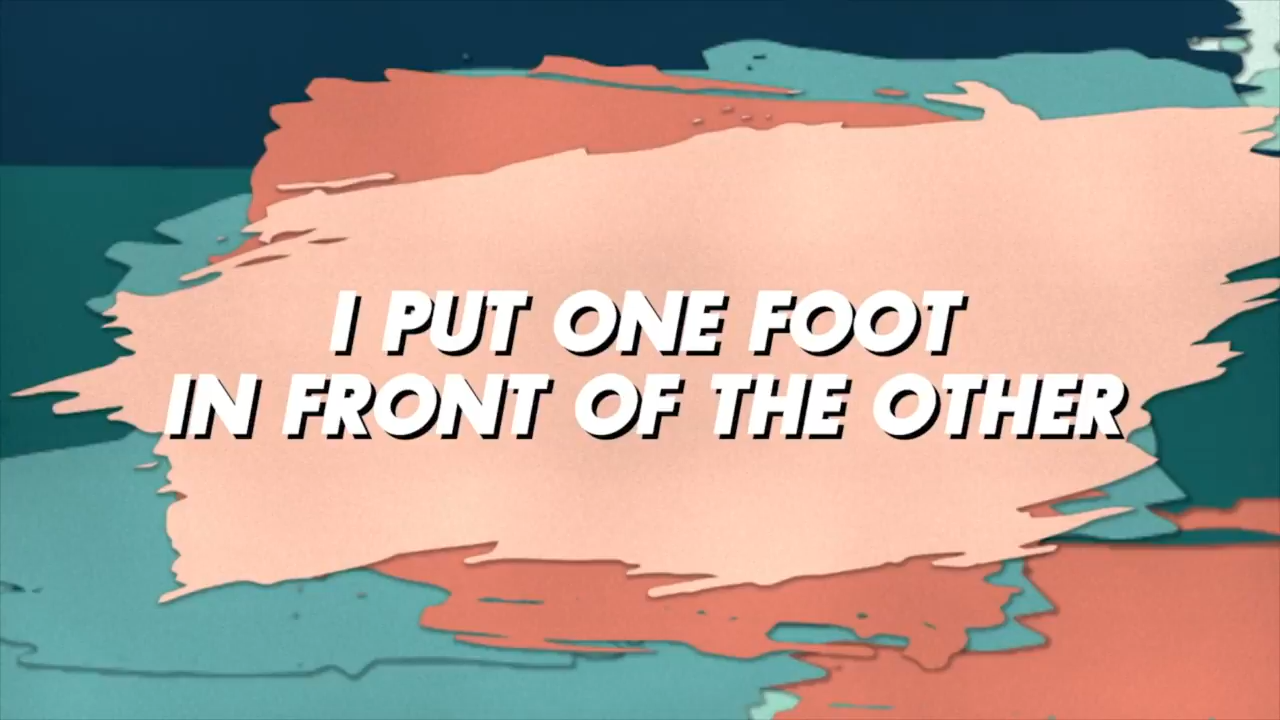 I PUT ONE FOOT
IN FRONT OF THE OTHER